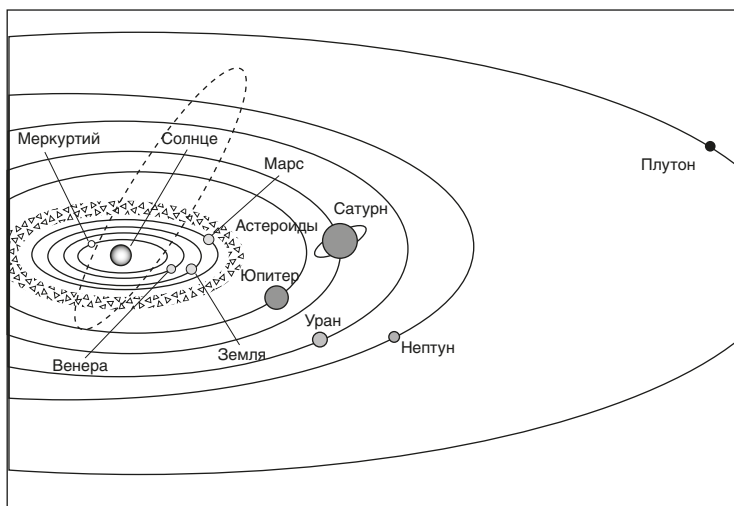 Меркуртий
Солнце
Марс
Плутон
Астероиды
Сатурн
Юпитер
Уран
Нептун
Венера
Земля